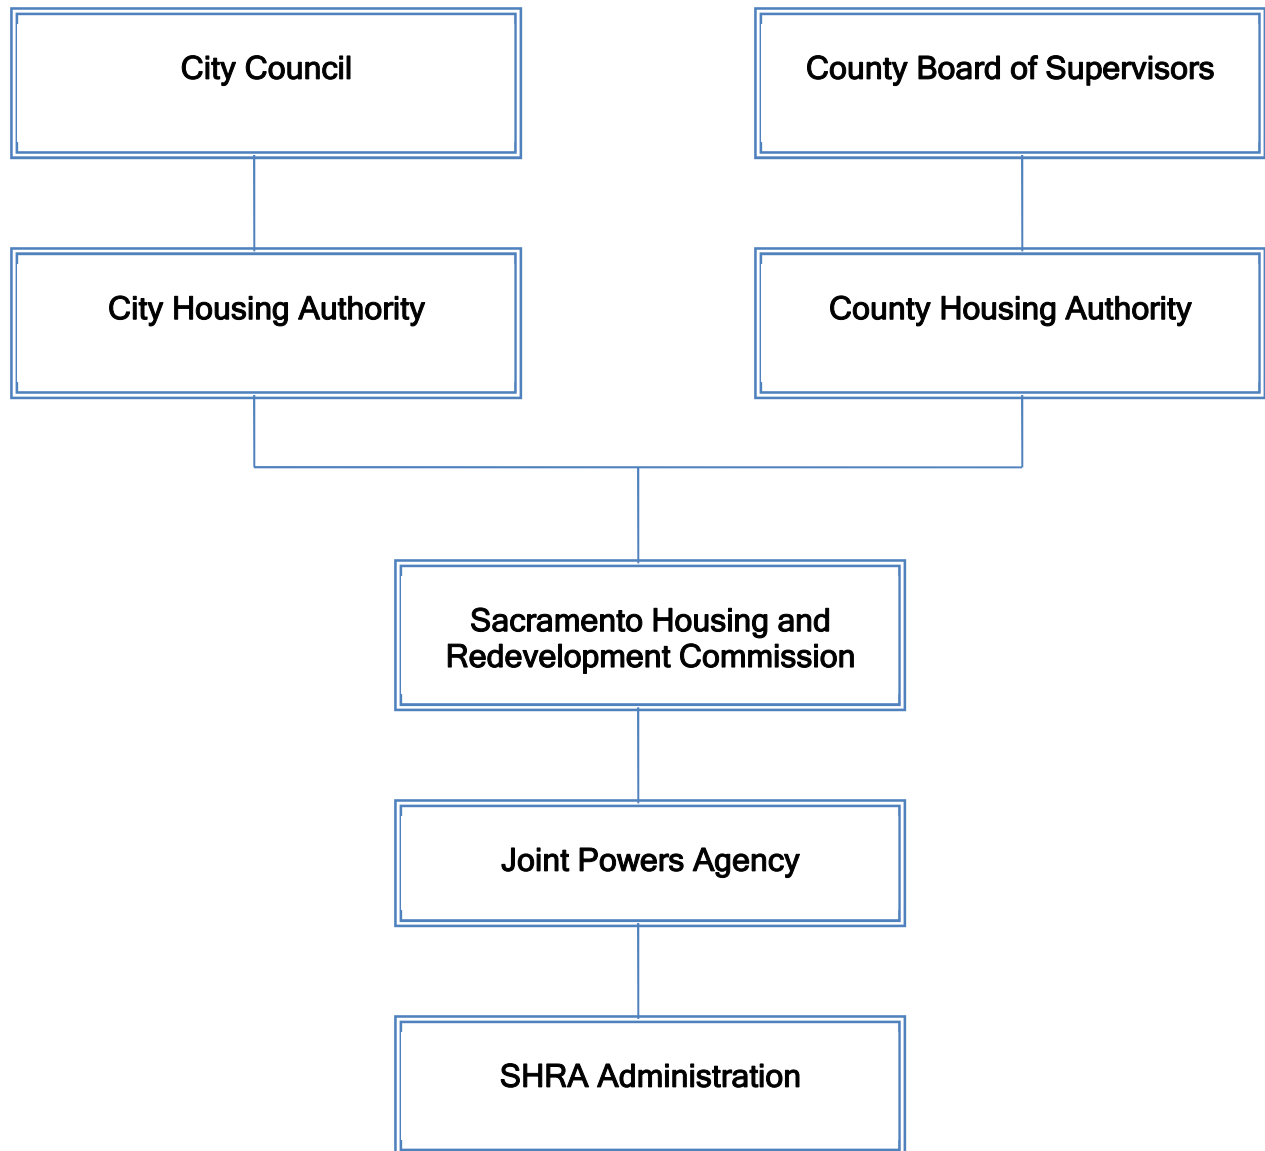 City Council
County Board of Supervisors
City Housing Authority
County Housing Authority
Sacramento Housing and
Redevelopment Commission
Joint Powers Agency
SHRA Administration